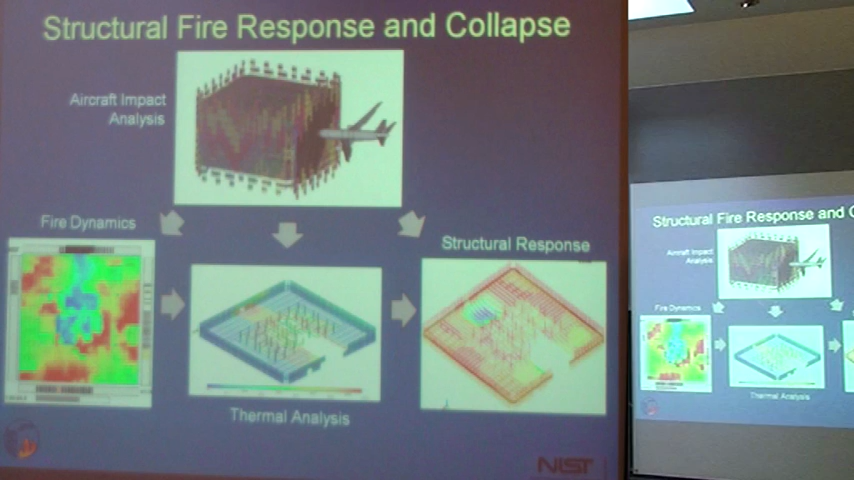 Structural Fire Response and Collapse
Aircraft Impact
Analysis
Fire Dynamics
Structural Response
Thermal Analysis
NIST
Structural Fire Response and C
Aircraft Impact
Analysis
Fire Dynamics
Thermal Analysis